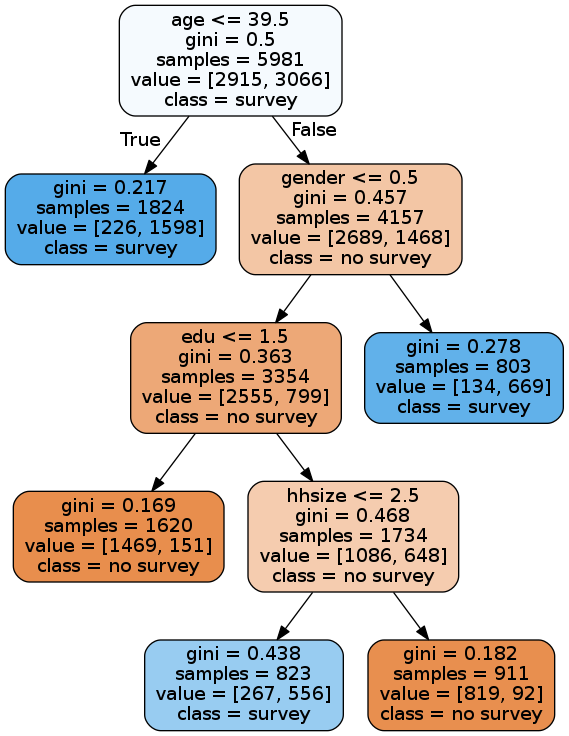 age <= 39.5
gini = 0.5
samples = 5981
value = [2915, 3066]
class = survey
True
False
gini = 0.217
samples = 1824
value = [226, 1598]
class = survey
gender <= 0.5
gini = 0.457
samples = 4157
value = [2689, 1468]
class = no survey
edu <= 1.5
gini = 0.363
samples = 3354
value = [2555, 799]
class = no survey
gini = 0.278
samples = 803
value = [134, 669]
class = survey
gini = 0.169
samples = 1620
value = [1469, 151]
class = no survey
hhsize <= 2.5
gini = 0.468
samples = 1734
value = [1086, 648]
class = no survey
gini = 0.438
samples = 823
value = [267, 556]
class = survey
gini = 0.182
samples = 911
value = [819, 92]
class = no survey